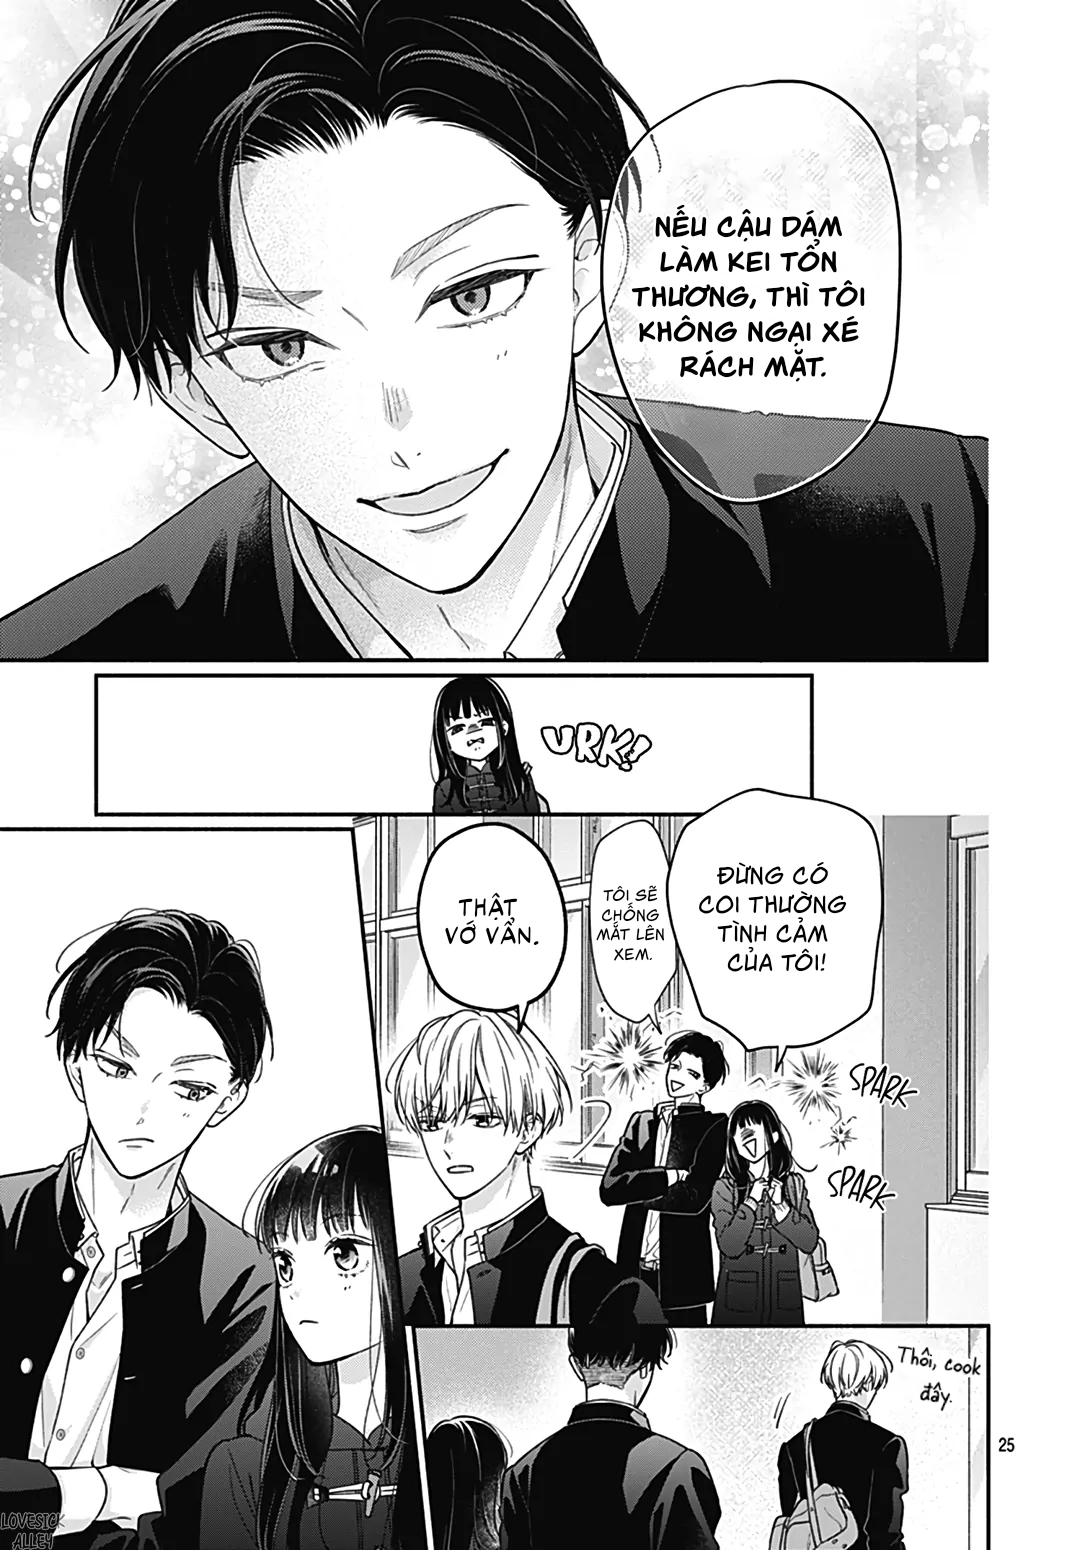 NẾU CẬU DÁM
LÀM KEI TỔN
THƯƠNG, THÌ TÔI
KHÔNG NGẠI XÉ
RÁCH MẶT.
URK!
ĐỪNG CÓ
COI THƯỜNG
TÌNH CẢM
CỦA TÔI!
TÔI SẼ
CHỐNG
MẮT LÊN
XEM.
THẬT
VỚ VẨN.
SPARK
SPARK
Thôi, cook
đây.
25
LOVESICK
ALLEY